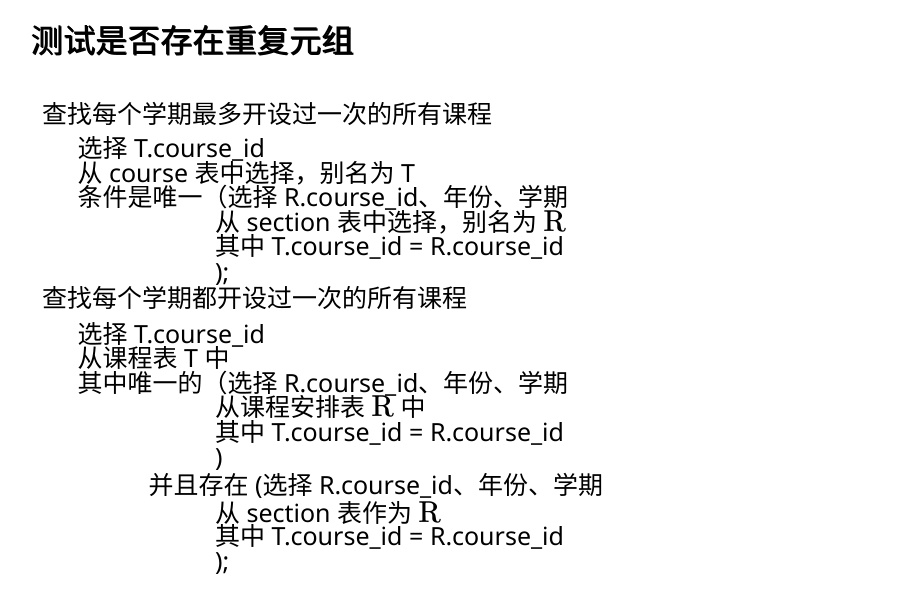 测试是否存在重复元组
查找每个学期最多开设过一次的所有课程
选择 T.course_id
从 course 表中选择，别名为 T
条件是唯一（选择 R.course_id、年份、学期
从 section 表中选择，别名为 R
其中 T.course_id = R.course_id
);
查找每个学期都开设过一次的所有课程
选择 T.course_id
从课程表 T 中
其中唯一的（选择 R.course_id、年份、学期
从课程安排表 R 中
其中 T.course_id = R.course_id
)
并且存在 (选择 R.course_id、年份、学期
从 section 表作为 R
其中 T.course_id = R.course_id
);